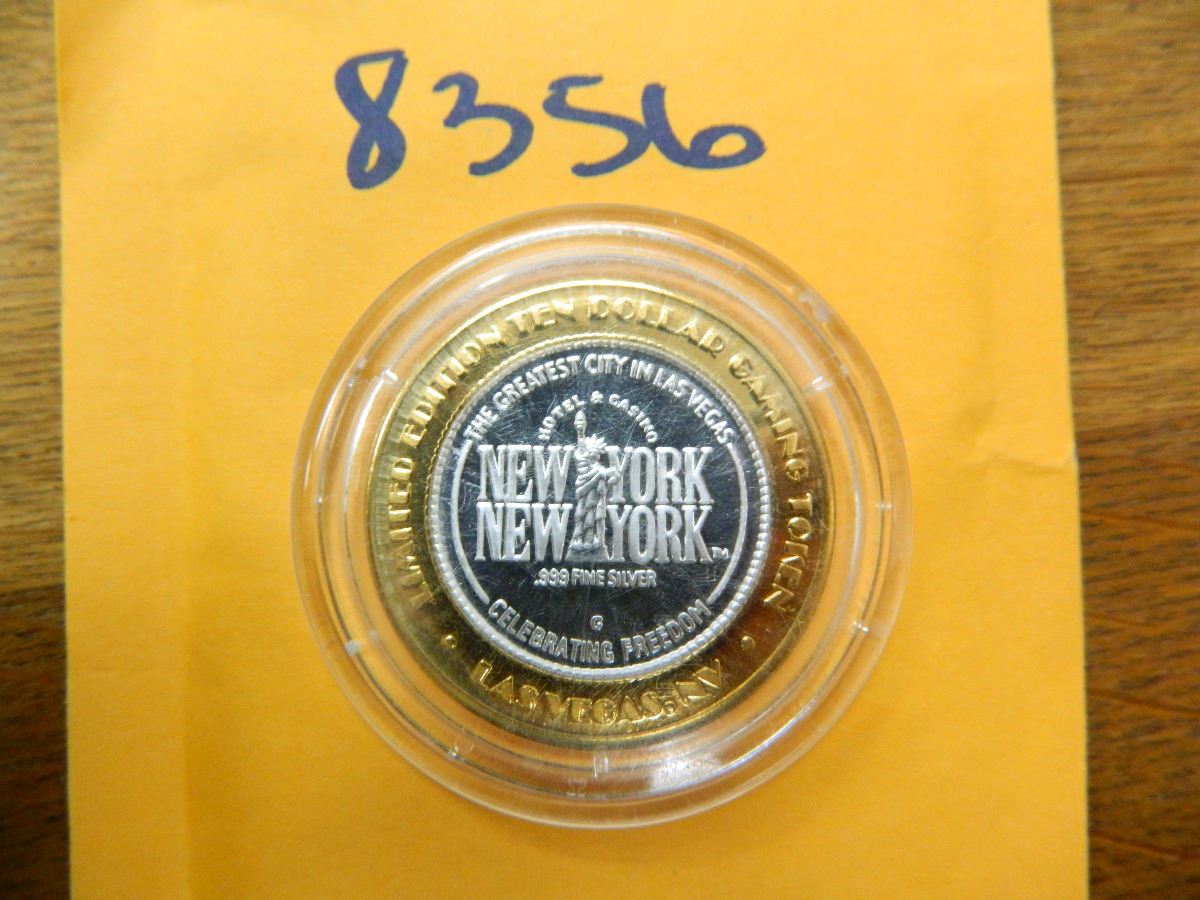 8356
LIMITED EDITION TEN DOLLAR GAMING TOKEN
THE GREATEST CITY IN LAS VEGAS
HOTEL & CASINO
NEW YORK
NEW YORK™
.999 FINE SILVER
G
CELEBRATING FREEDOM
• LAS VEGAS, NV •